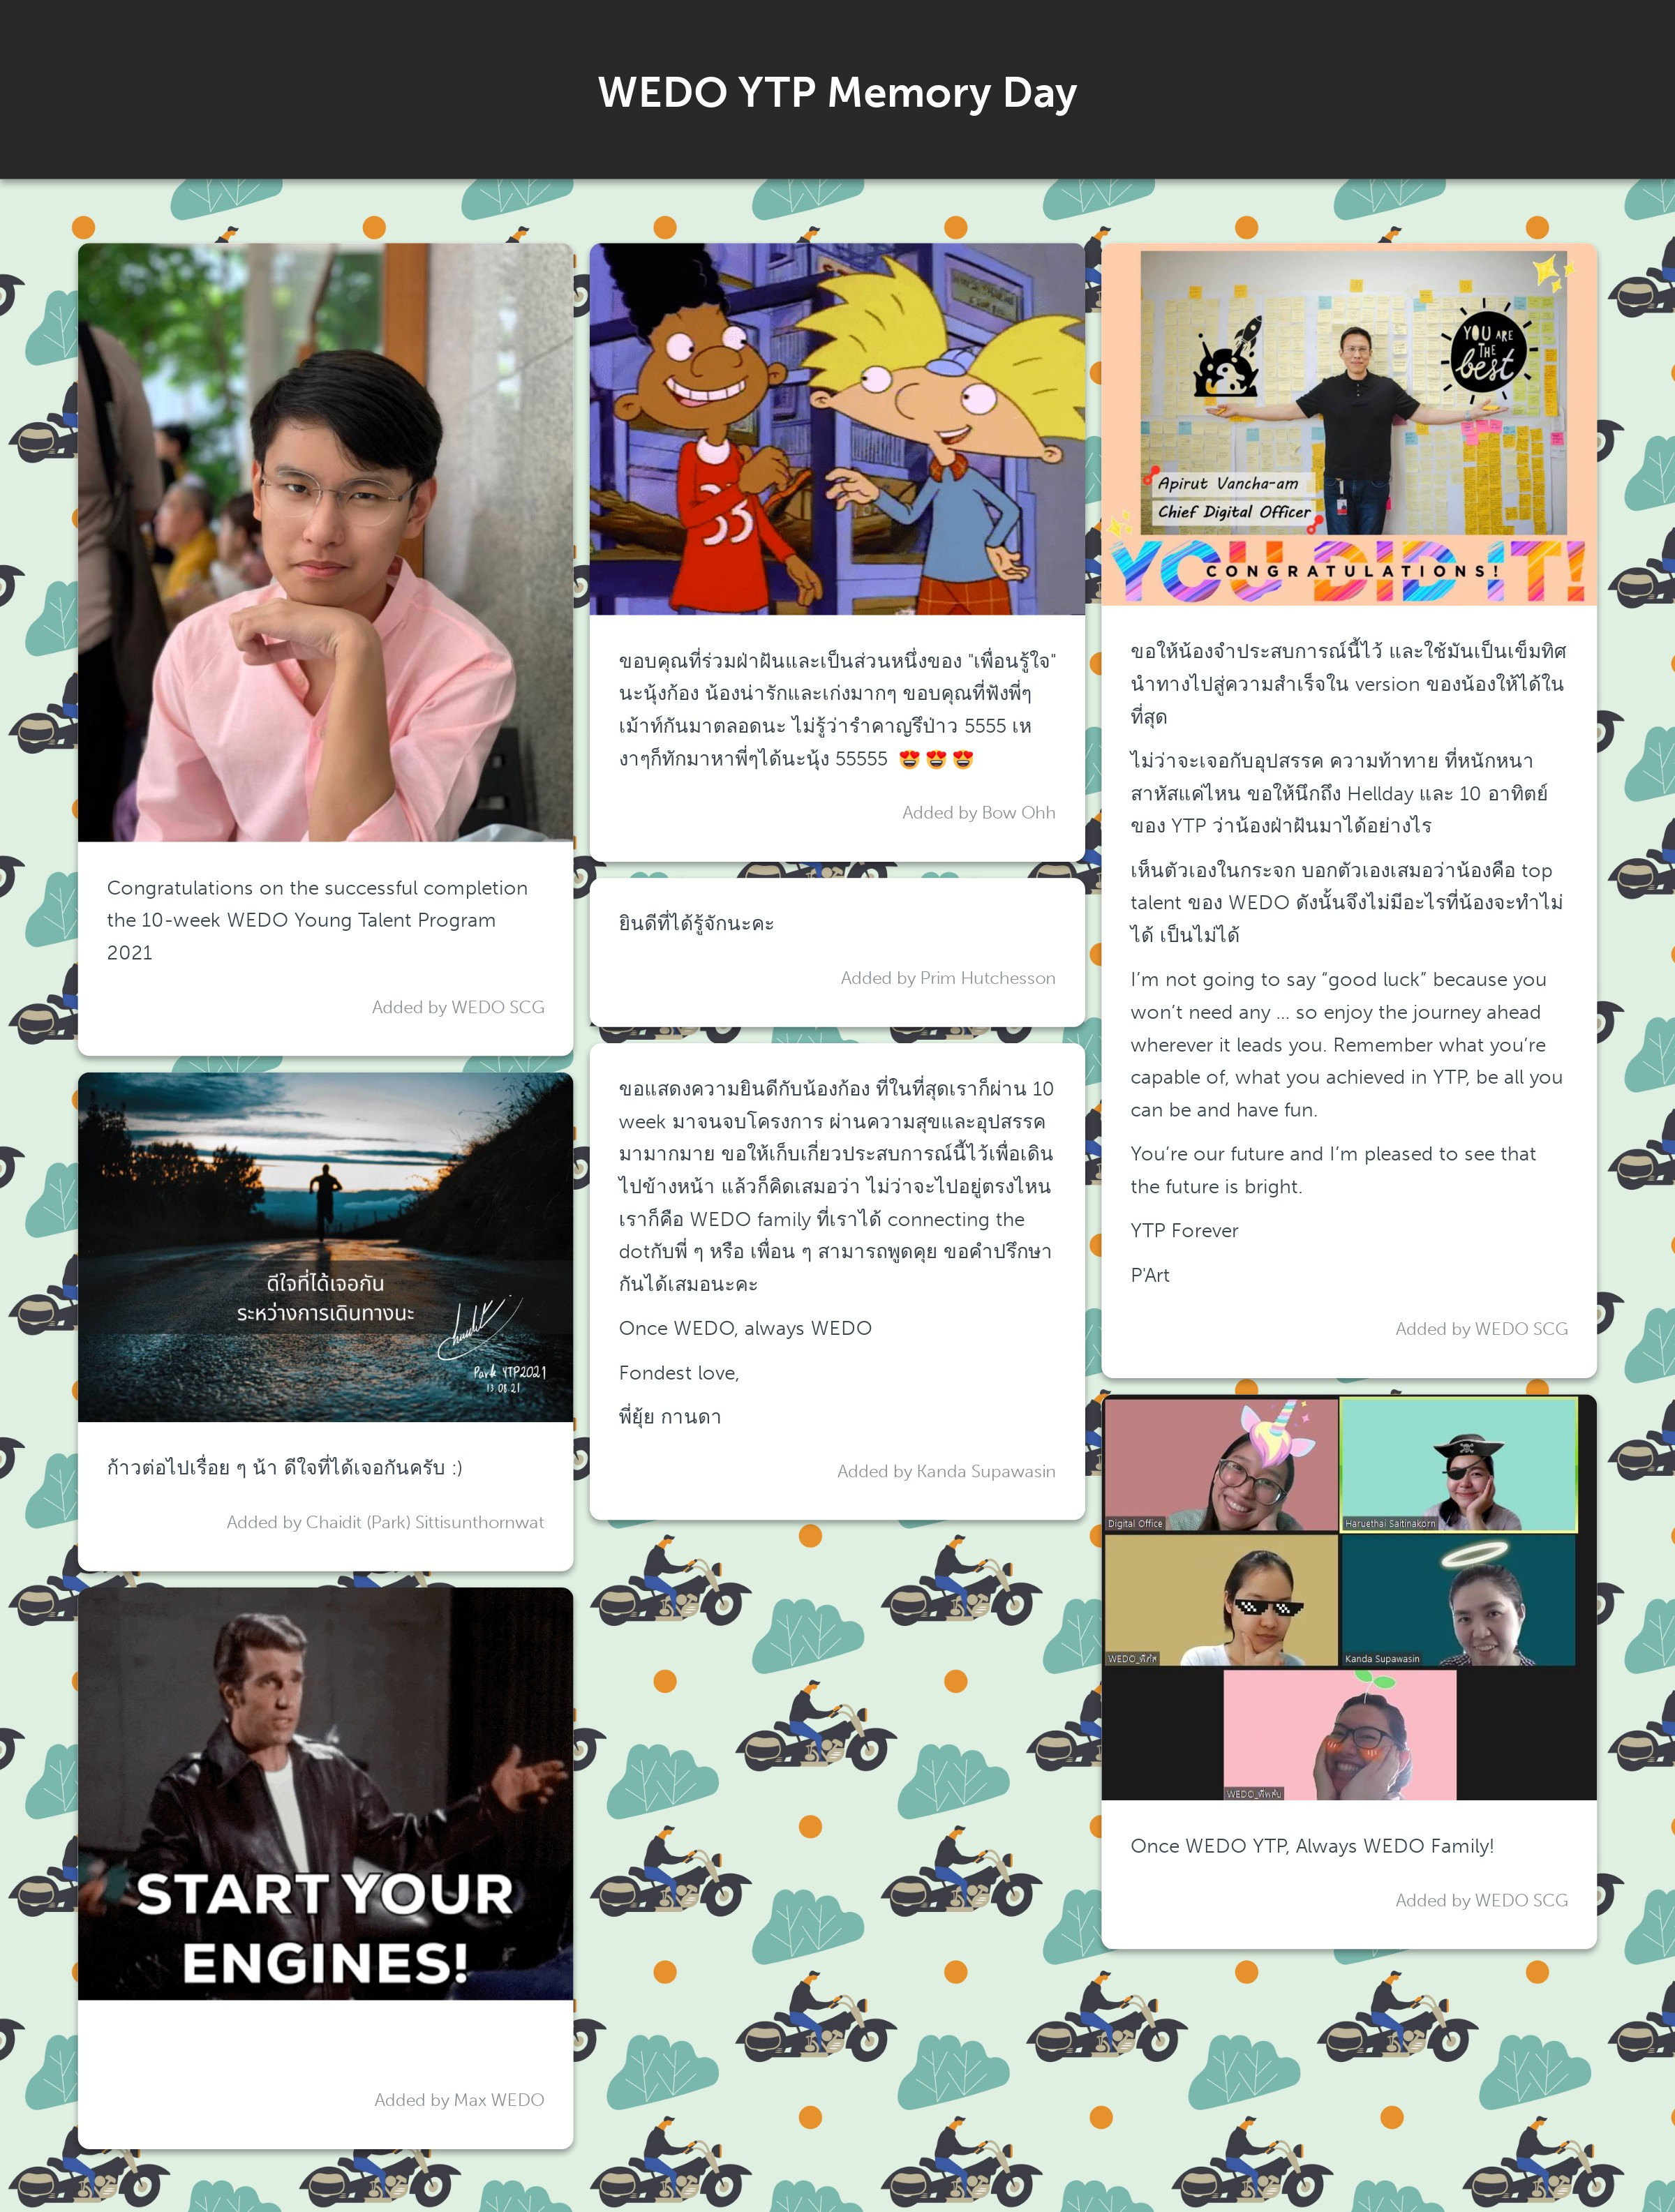 WEDO YTP Memory Day
Congratulations on the successful completion
the 10-week WEDO Young Talent Program
2021
Added by WEDO SCG
ดีใจที่ได้เจอกัน
ระหว่างการเดินทางนะ
Park YTP2021
13.08.21
ก้าวต่อไปเรื่อย ๆ น้า ดีใจที่ได้เจอกันครับ :)
Added by Chaidit (Park) Sittisunthornwat
START YOUR
ENGINES!
Added by Max WEDO
ขอบคุณที่ร่วมฝ่าฝันและเป็นส่วนหนึ่งของ "เพื่อนรู้ใจ"
นะนุ้งก้อง น้องน่ารักและเก่งมากๆ ขอบคุณที่ฟังพี่ๆ
เม้าท์กันมาตลอดนะ ไม่รู้ว่ารำคาญรึป่าว 5555 เห
งาๆก็ทักมาหาพี่ๆได้นะนุ้ง 55555 😍 😍 😍
Added by Bow Ohh
ยินดีที่ได้รู้จักนะคะ
Added by Prim Hutchesson
ขอแสดงความยินดีกับน้องก้อง ที่ในที่สุดเราก็ผ่าน 10
week มาจนจบโครงการ ผ่านความสุขและอุปสรรค
มามากมาย ขอให้เก็บเกี่ยวประสบการณ์นี้ไว้เพื่อเดิน
ไปข้างหน้า แล้วก็คิดเสมอว่า ไม่ว่าจะไปอยู่ตรงไหน
เราก็คือ WEDO family ที่เราได้ connecting the
dotกับพี่ ๆ หรือ เพื่อน ๆ สามารถพูดคุย ขอคำปรึกษา
กันได้เสมอนะคะ
Once WEDO, always WEDO
Fondest love,
พี่ยุ้ย กานดา
Added by Kanda Supawasin
YOU ARE
THE
best
Apirut Vancha-am
Chief Digital Officer
YOU DID IT!
CONGRATULATIONS!
ขอให้น้องจำประสบการณ์นี้ไว้ และใช้มันเป็นเข็มทิศ
นำทางไปสู่ความสำเร็จใน version ของน้องให้ได้ใน
ที่สุด
ไม่ว่าจะเจอกับอุปสรรค ความท้าทาย ที่หนักหนา
สาหัสแค่ไหน ขอให้นึกถึง Hellday และ 10 อาทิตย์
ของ YTP ว่าน้องฝ่าฝันมาได้อย่างไร
เห็นตัวเองในกระจก บอกตัวเองเสมอว่าน้องคือ top
talent ของ WEDO ดังนั้นจึงไม่มีอะไรที่น้องจะทำไม่
ได้ เป็นไม่ได้
I’m not going to say “good luck” because you
won’t need any … so enjoy the journey ahead
wherever it leads you. Remember what you’re
capable of, what you achieved in YTP, be all you
can be and have fun.
You’re our future and I’m pleased to see that
the future is bright.
YTP Forever
P'Art
Added by WEDO SCG
Digital Office
Haruethai Saitinakorn
Kanda Supawasin
Once WEDO YTP, Always WEDO Family!
Added by WEDO SCG